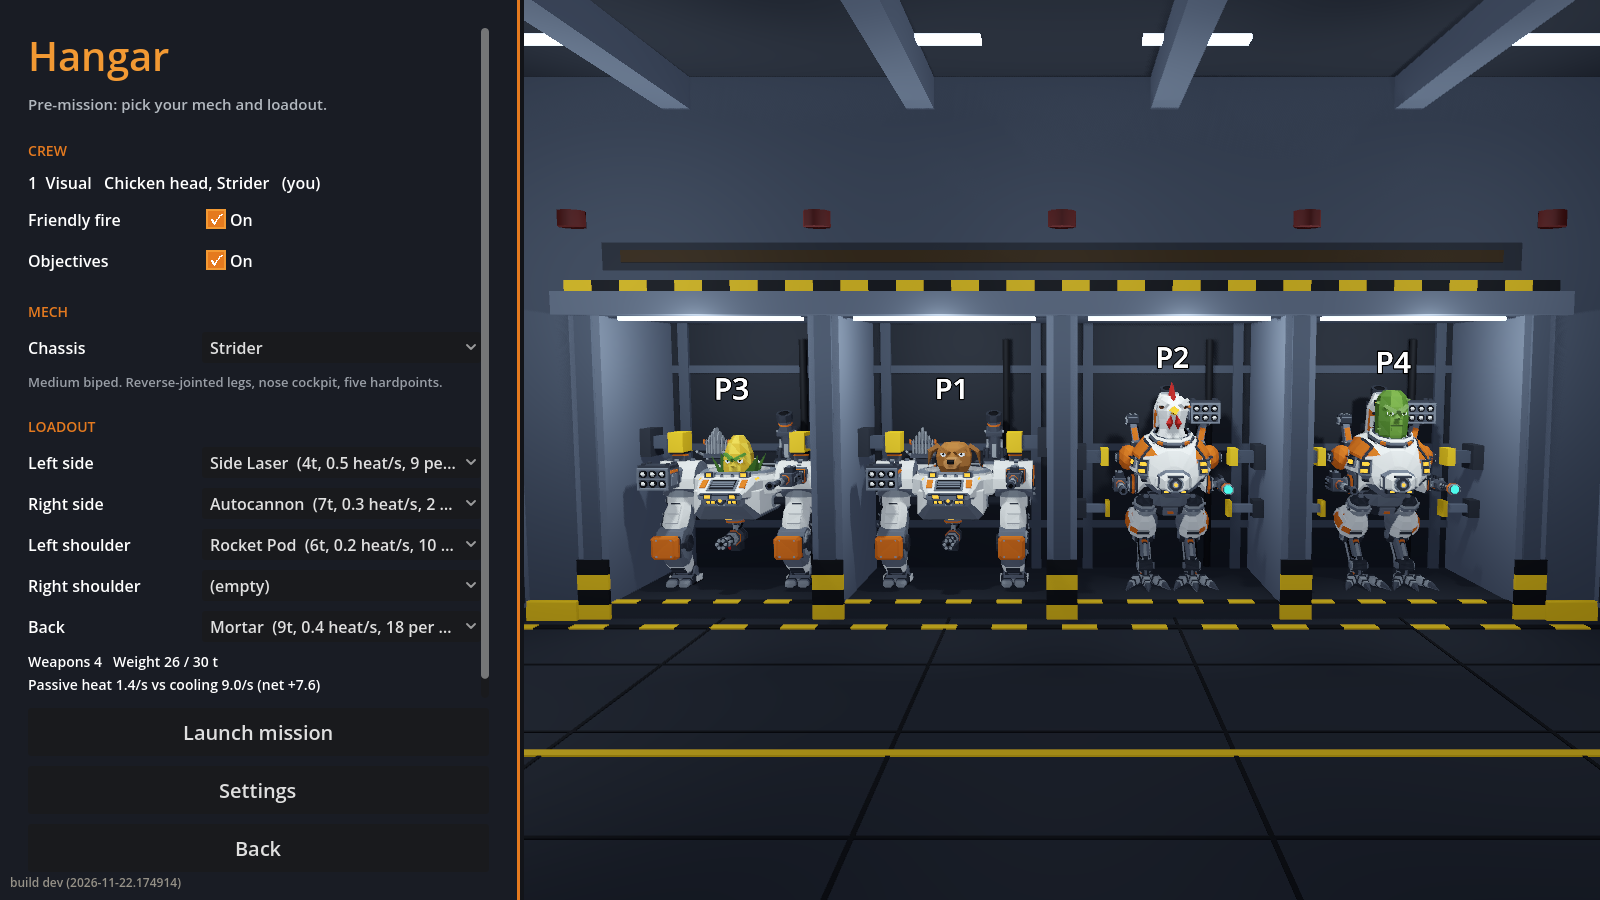 Hangar
Pre-mission: pick your mech and loadout.
CREW
1 Visual Chicken head, Strider (you)
Friendly fire On
Objectives On
MECH
Chassis Strider
Medium biped. Reverse-jointed legs, nose cockpit, five hardpoints.
LOADOUT
Left side Side Laser (4t, 0.5 heat/s, 9 pe...
Right side Autocannon (7t, 0.3 heat/s, 2 ...
Left shoulder Rocket Pod (6t, 0.2 heat/s, 10 ...
Right shoulder (empty)
Back Mortar (9t, 0.4 heat/s, 18 per ...
Weapons 4 Weight 26 / 30 t
Passive heat 1.4/s vs cooling 9.0/s (net +7.6)
Launch mission
Settings
Back
build dev (2026-11-22.174914)
P3
P1
P2
P4